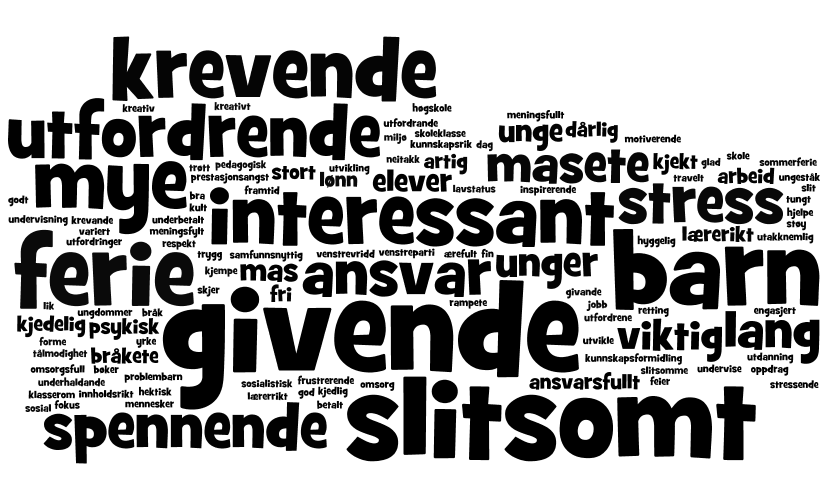 krevende
kreativ kreativt høgskole
utfordrende utfordrande meningsfullt
miljø skoleklasse unge dårlig
kunnskapsrik dag motiverende
mye trøtt pedagogisk utvikling neitakk artig masete kjekt glad skole sommerferie
prestasjonsangst stort lønn elever travelt arbeid ungeståk
godt bra framtid lavstatus inspirerende slit
kult interessant stress tungt
undervisning krevande underbetalt hjelpe
variert meningsfylt støy
utfordringer respekt hyggelig lærerikt utakknemlig
ferie trygg samfunnsnyttig venstrevridd venstreparti ærefult fin unger barn
kjempe mas ansvar
skjer fri givande
lik rampete jobb
ungdommer bråk retting engasjert
kjedelig psykisk givende utfordrene
forme yrke utvikle viktig lang
tålmodighet bråkete kunnskapsformidling utdanning
omsorgsfull bøker slitsomme undervise oppdrag
underhaldande problembarn sosialistisk frustrerende omsorg ansvarsfullt feier stressende
klasserom innholdsrikt hektisk lærerrikt god kjedlig
sosial fokus mennesker betalt
spennende slitsomt